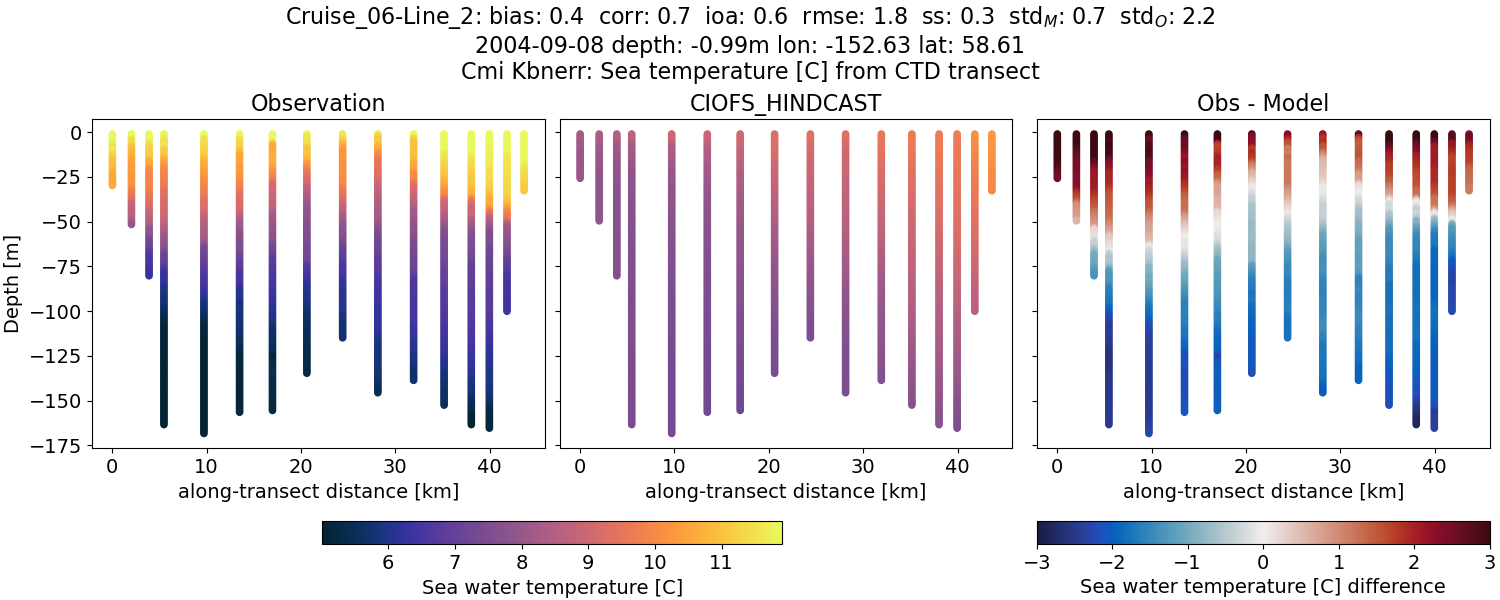 Cruise_06-Line_2: bias: 0.4 corr: 0.7 ioa: 0.6 rmse: 1.8 ss: 0.3 std_M: 0.7 std_O: 2.2
2004-09-08 depth: -0.99m lon: -152.63 lat: 58.61
Cmi Kbnerr: Sea temperature [C] from CTD transect
Observation
CIOFS_HINDCAST
Obs - Model
Depth [m]
0
−25
−50
−75
−100
−125
−150
−175
0 10 20 30 40
0 10 20 30 40
0 10 20 30 40
along-transect distance [km]
along-transect distance [km]
along-transect distance [km]
6 7 8 9 10 11
Sea water temperature [C]
−3 −2 −1 0 1 2 3
Sea water temperature [C] difference